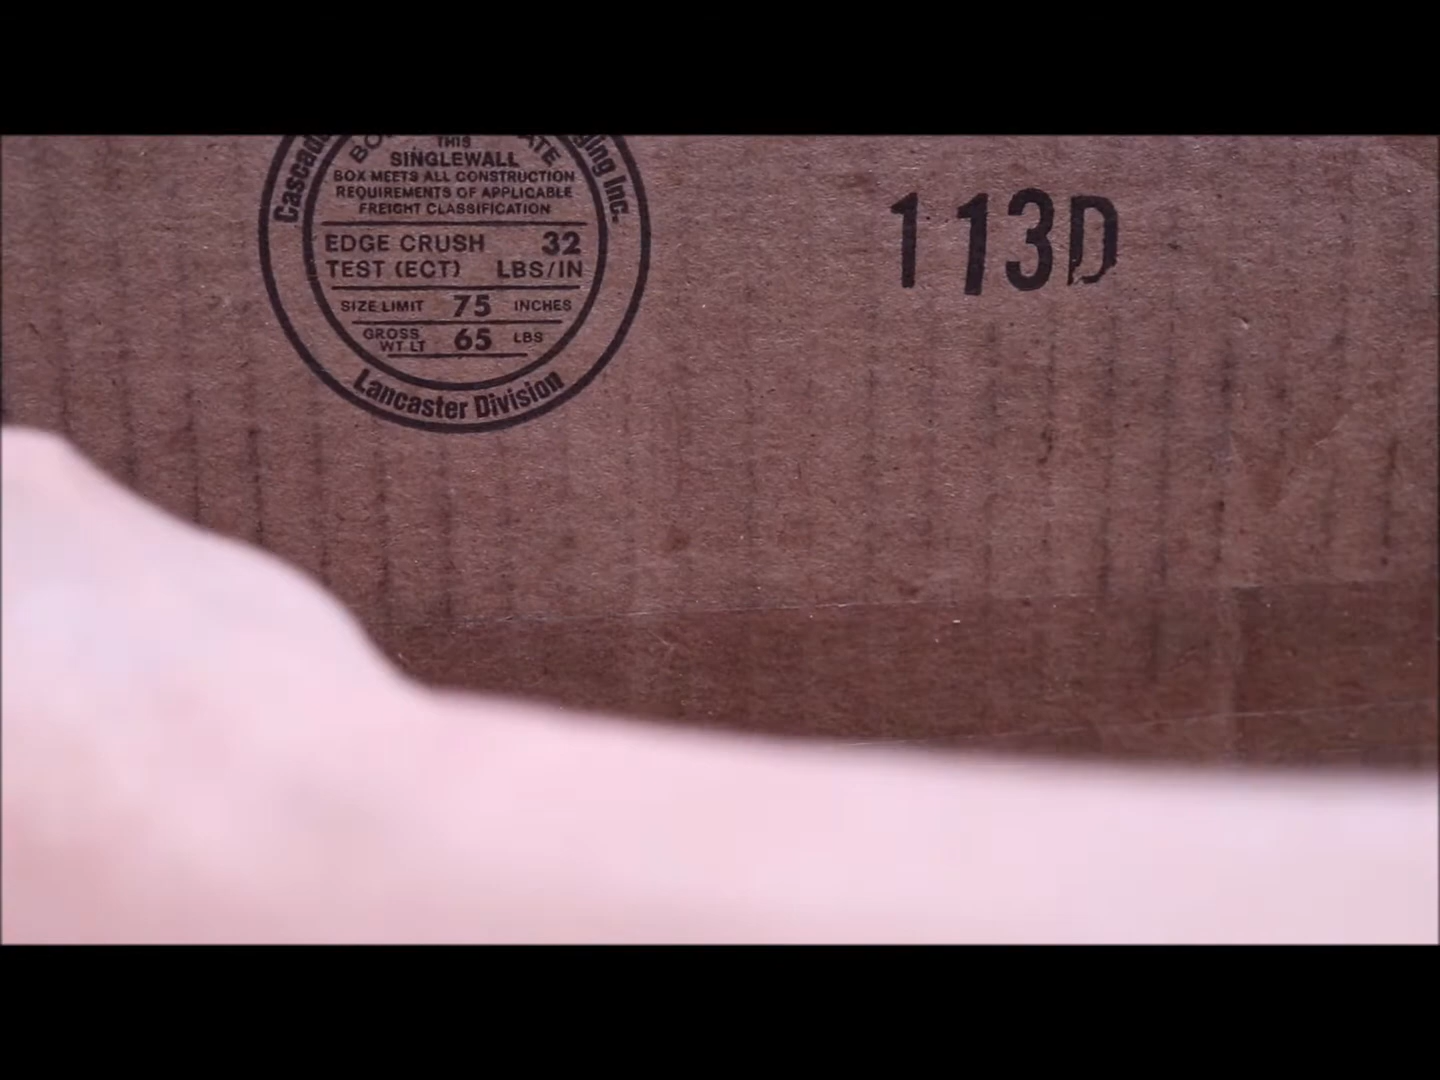 THIS
SINGLEWALL
BOX MEETS ALL CONSTRUCTION
REQUIREMENTS OF APPLICABLE
FREIGHT CLASSIFICATION
EDGE CRUSH 32
TEST (ECT) LBS/IN
SIZE LIMIT 75 INCHES
GROSS
WT LT 65 LBS
Inc.
Lancaster Division
113D